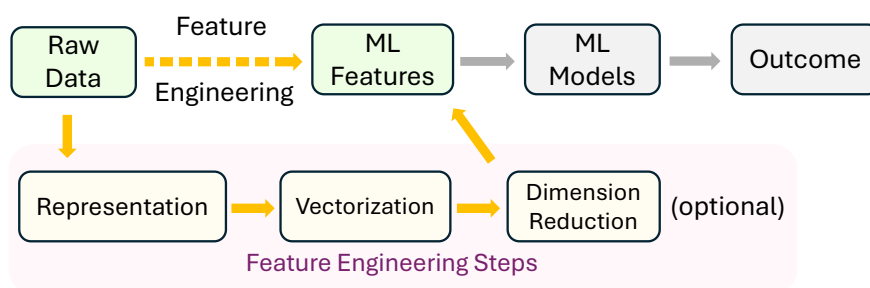 Raw
Data
Feature
Engineering
ML
Features
ML
Models
Outcome
Representation
Vectorization
Dimension
Reduction
(optional)
Feature Engineering Steps